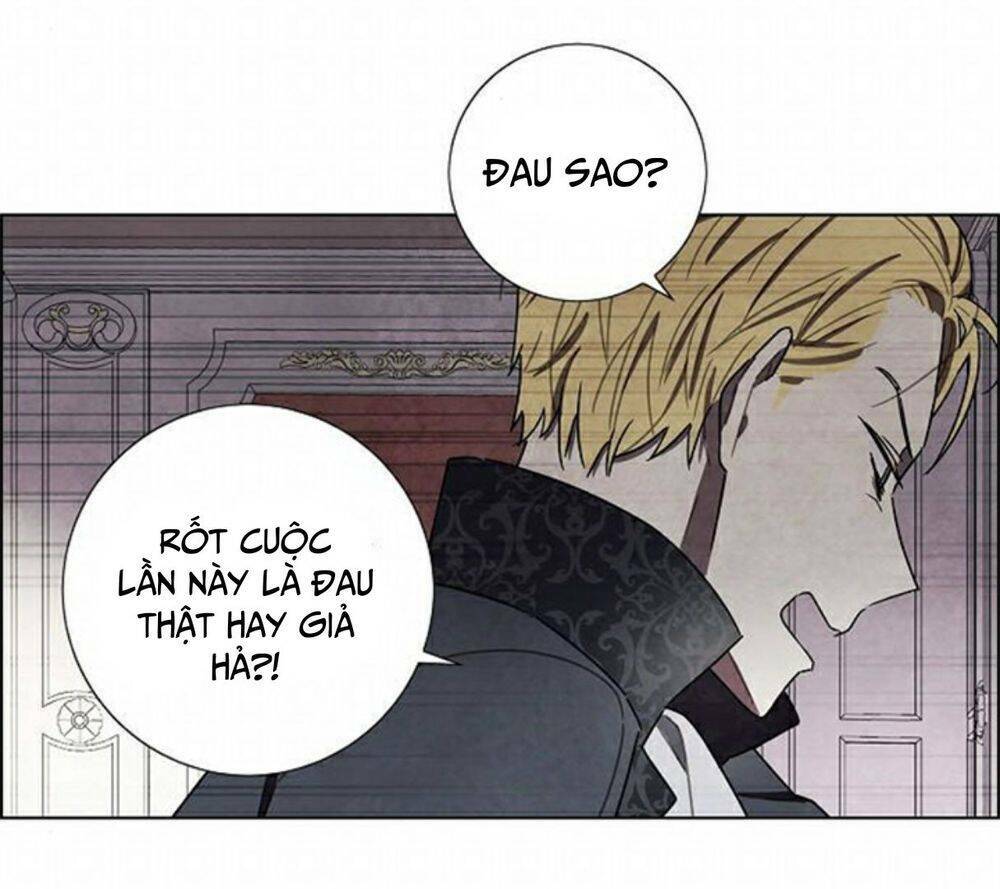 ĐAU SAO?
RỐT CUỘC
LẦN NÀY LÀ ĐAU
THẬT HAY GIẢ
HẢ?!